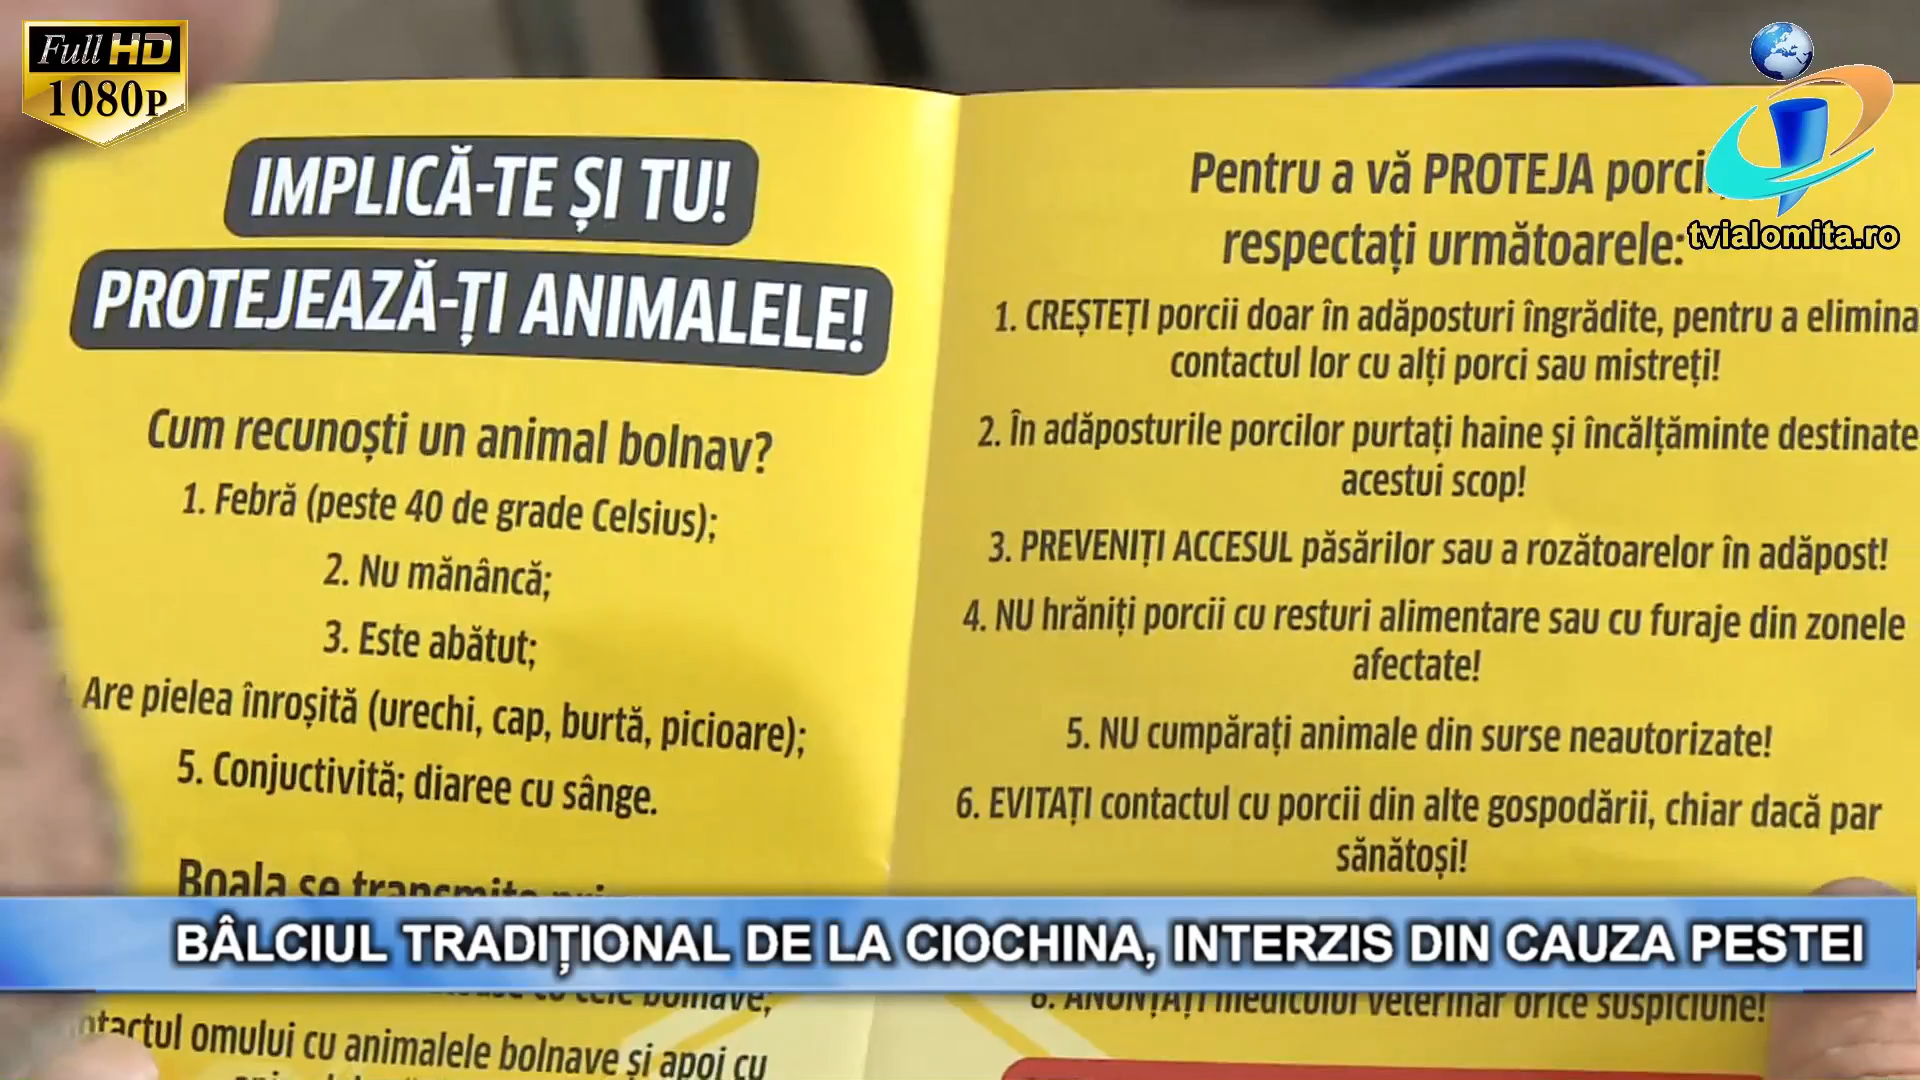 Full HD
1080P
tvialomita.ro
IMPLICĂ-TE ȘI TU!
PROTEJEAZĂ-ȚI ANIMALELE!
Cum recunoști un animal bolnav?
1. Febră (peste 40 de grade Celsius);
2. Nu mănâncă;
3. Este abătut;
Are pielea înroșită (urechi, cap, burtă, picioare);
5. Conjuctivită; diaree cu sânge.
Boala se transmite
cele bolnave;
omului cu animalele bolnave și apoi cu
Pentru a vă PROTEJA
respectați următoarele:
1. CREȘTEȚI porcii doar în adăposturi îngrădite, pentru a elimina
contactul lor cu alți porci sau mistreți!
2. În adăposturile porcilor purtați haine și încălțăminte destinate
acestui scop!
3. PREVENIȚI ACCESUL păsărilor sau a rozătoarelor în adăpost!
4. NU hrăniți porcii cu resturi alimentare sau cu furaje din zonele
afectate!
5. NU cumpărați animale din surse neautorizate!
6. EVITAȚI contactul cu porcii din alte gospodării, chiar dacă par
sănătoși!
8. ANUNȚAȚI medicului veterinar orice suspiciune!
BÂLCIUL TRADIȚIONAL DE LA CIOCHINA, INTERZIS DIN CAUZA PESTEI